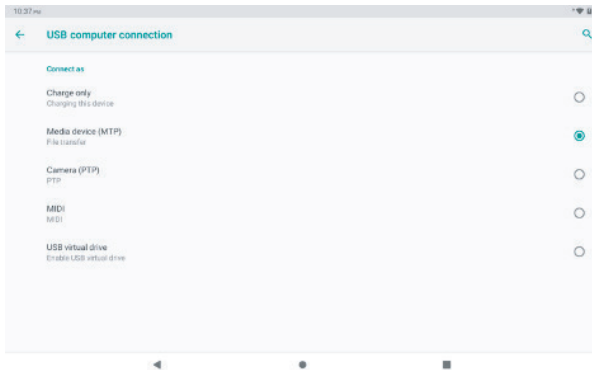 10:37 PM
USB computer connection
Connect as
Charge only
Charging this device
Media device (MTP)
File transfer
Camera (PTP)
PTP
MIDI
MIDI
USB virtual drive
Enable USB virtual drive